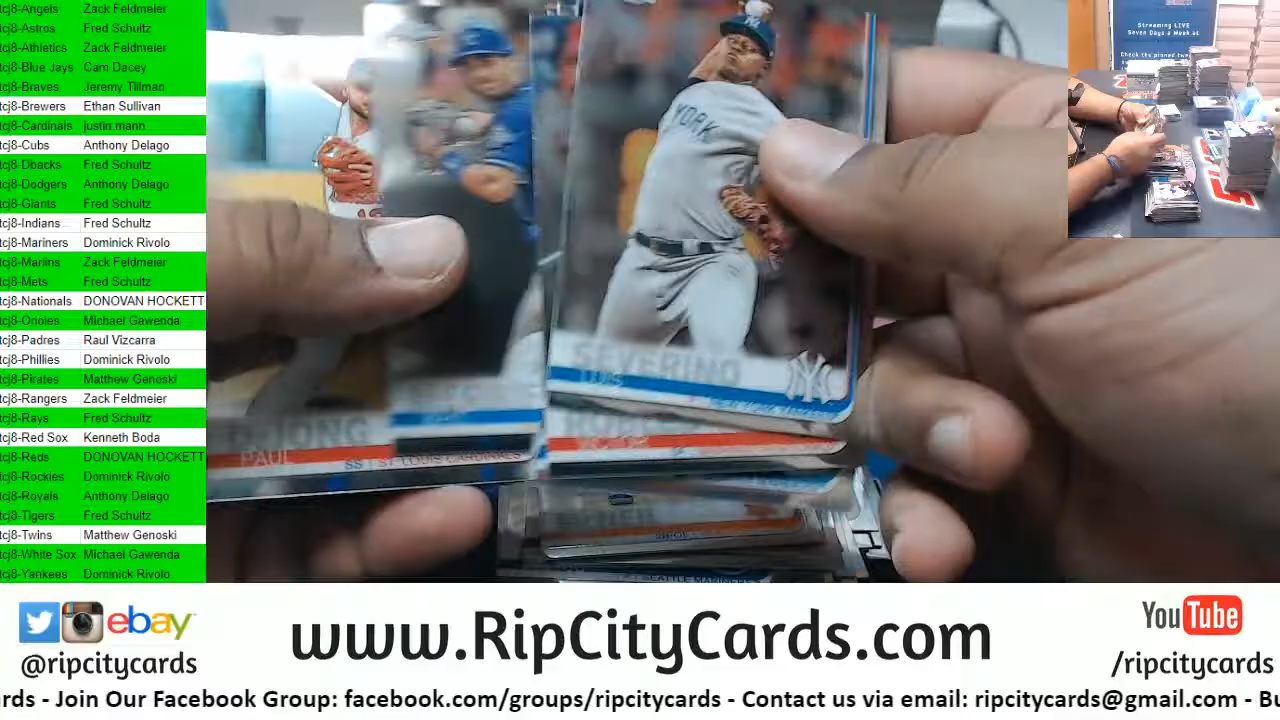 tcj8-Angels Zack Feldmeier
tcj8-Astros Fred Schultz
tcj8-Athletics Zack Feldmeier
tcj8-Blue Jays Cam Dacey
tcj8-Braves Jeremy Tillman
tcj8-Brewers Ethan Sullivan
tcj8-Cardinals justin mann
tcj8-Cubs Anthony Delago
tcj8-Dbacks Fred Schultz
tcj8-Dodgers Anthony Delago
tcj8-Giants Fred Schultz
tcj8-Indians Fred Schultz
tcj8-Mariners Dominick Rivolo
tcj8-Marlins Zack Feldmeier
tcj8-Mets Fred Schultz
tcj8-Nationals DONOVAN HOCKETT
tcj8-Orioles Michael Gawenda
tcj8-Padres Raul Vizcarra
tcj8-Phillies Dominick Rivolo
tcj8-Pirates Matthew Genoski
tcj8-Rangers Zack Feldmeier
tcj8-Rays Fred Schultz
tcj8-Red Sox Kenneth Boda
tcj8-Reds DONOVAN HOCKETT
tcj8-Rockies Dominick Rivolo
tcj8-Royals Anthony Delago
tcj8-Tigers Fred Schultz
tcj8-Twins Matthew Genoski
tcj8-White Sox Michael Gawenda
tcj8-Yankees Dominick Rivolo
YORK
SEVERINO
LUIS
DEJONG
PAUL
SS | ST. LOUIS CARDINALS
SEATTLE MARINERS
Streaming LIVE
Seven Days a Week at
Check the pinned
ebay
@ripcitycards
www.RipCityCards.com
YouTube
/ripcitycards
rds - Join Our Facebook Group: facebook.com/groups/ripcitycards - Contact us via email: ripcitycards@gmail.com - Bu